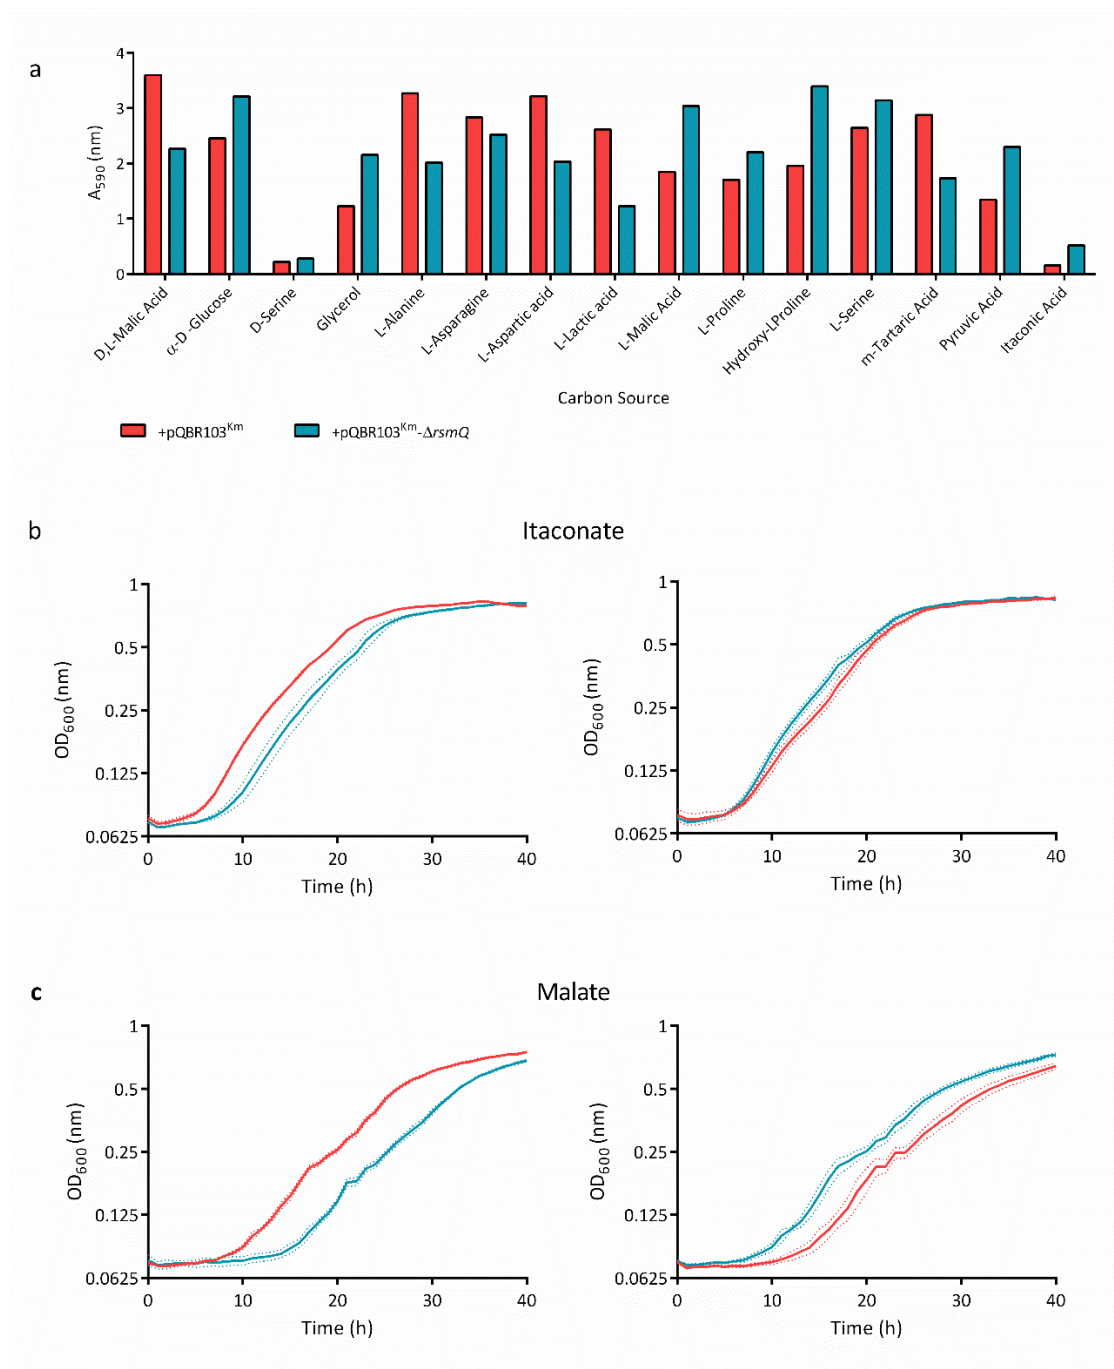 a
4
3
2
1
0
A590 (nm)
D,L-Malic Acid
α-D -Glucose
D-Serine
Glycerol
L-Alanine
L-Asparagine
L-Aspartic acid
L-Lactic acid
L-Malic Acid
L-Proline
Hydroxy-LProline
L-Serine
m-Tartaric Acid
Pyruvic Acid
Itaconic Acid
Carbon Source
+pQBR103Km
+pQBR103Km-ΔrsmQ
b
Itaconate
1
0.5
0.25
0.125
0.0625
OD600 (nm)
0 10 20 30 40
Time (h)
1
0.5
0.25
0.125
0.0625
OD600 (nm)
0 10 20 30 40
Time (h)
c
Malate
1
0.5
0.25
0.125
0.0625
OD600 (nm)
0 10 20 30 40
Time (h)
1
0.5
0.25
0.125
0.0625
OD600 (nm)
0 10 20 30 40
Time (h)